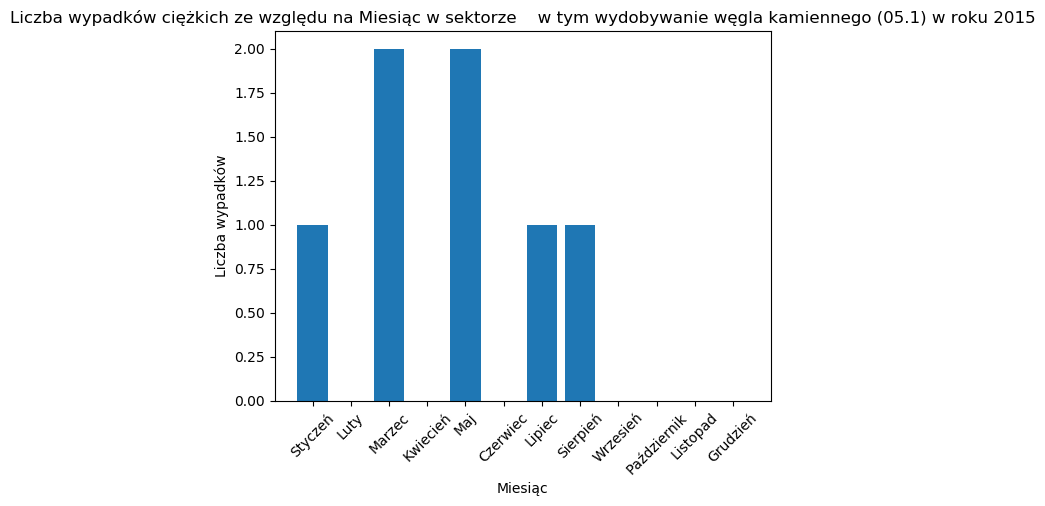 Liczba wypadków ciężkich ze względu na Miesiąc w sektorze    w tym wydobywanie węgla kamiennego (05.1) w roku 2015
Liczba wypadków
2.00
1.75
1.50
1.25
1.00
0.75
0.50
0.25
0.00
Styczeń
Luty
Marzec
Kwiecień
Maj
Czerwiec
Lipiec
Sierpień
Wrzesień
Październik
Listopad
Grudzień
Miesiąc